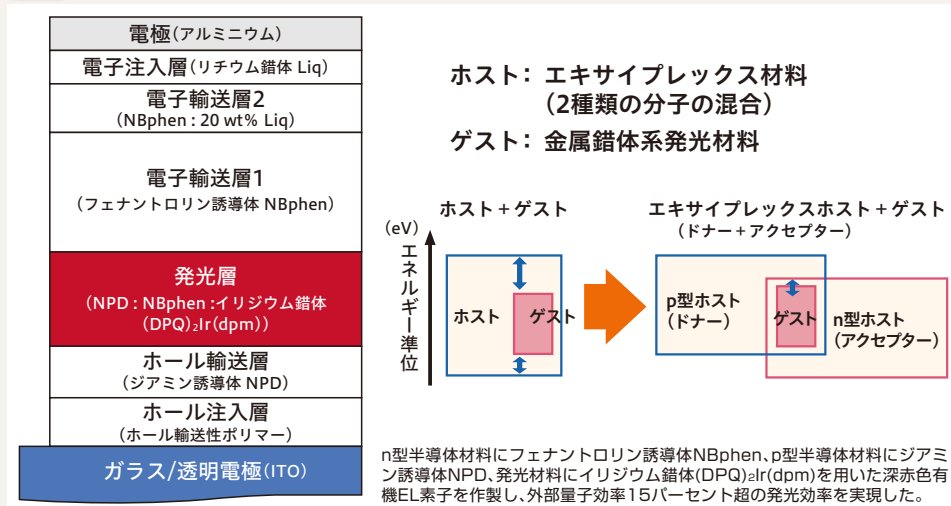 電極(アルミニウム)
電子注入層(リチウム錯体 Liq)
電子輸送層2
(NBphen : 20 wt% Liq)
電子輸送層1
(フェナントロリン誘導体 NBphen)
発光層
(NPD : NBphen :イリジウム錯体
(DPQ)₂Ir(dpm))
ホール輸送層
(ジアミン誘導体 NPD)
ホール注入層
(ホール輸送性ポリマー)
ガラス/透明電極(ITO)
ホスト： エキサイプレックス材料
(2種類の分子の混合)
ゲスト： 金属錯体系発光材料
ホスト + ゲスト
(eV)
エネルギー準位
ホスト
ゲスト
エキサイプレックスホスト + ゲスト
(ドナー + アクセプター)
p型ホスト
(ドナー)
ゲスト
n型ホスト
(アクセプター)
n型半導体材料にフェナントロリン誘導体NBphen、p型半導体材料にジアミ
ン誘導体NPD、発光材料にイリジウム錯体(DPQ)₂Ir(dpm)を用いた深赤色有
機EL素子を作製し、外部量子効率15パーセント超の発光効率を実現した。